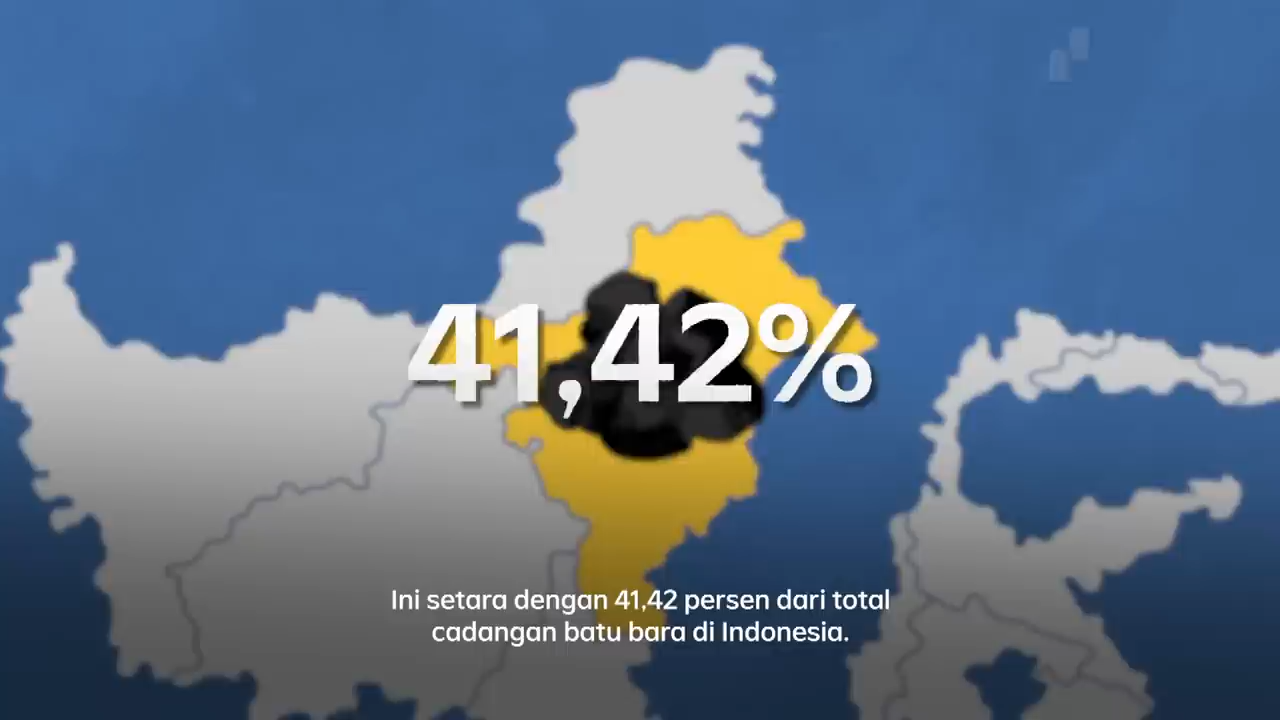 41,42%
Ini setara dengan 41,42 persen dari total
cadangan batu bara di Indonesia.